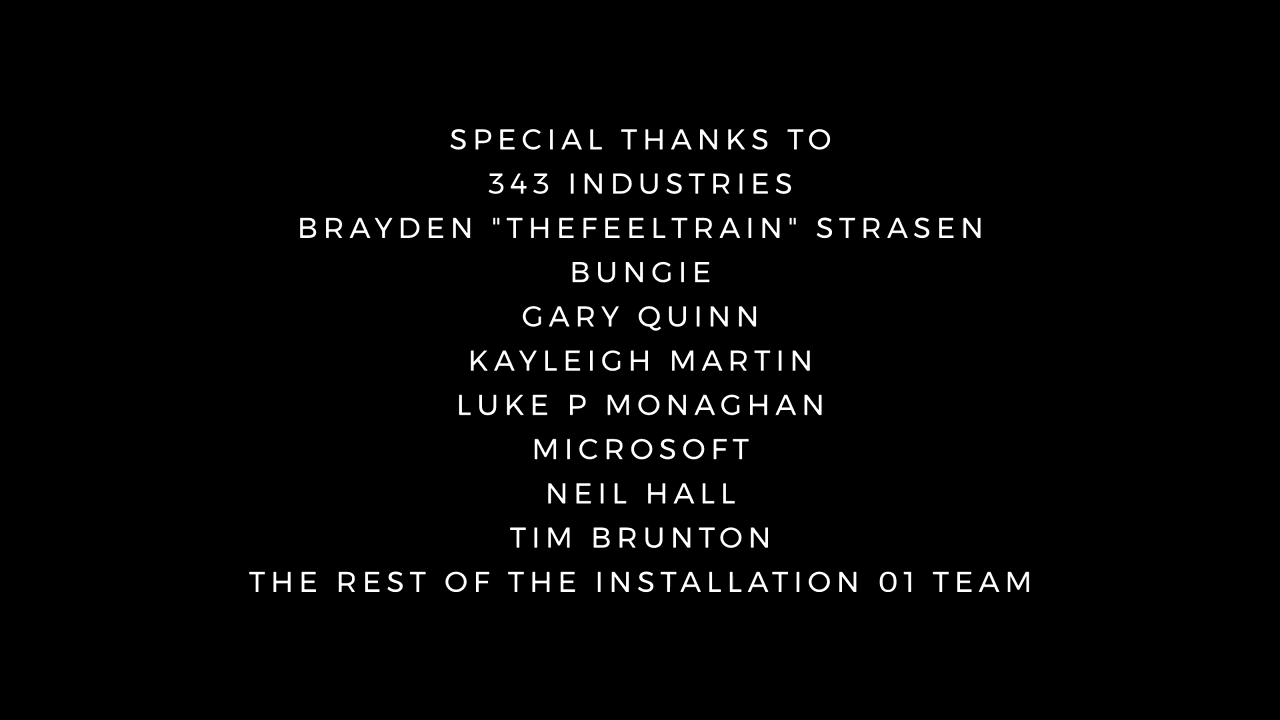 SPECIAL THANKS TO
343 INDUSTRIES
BRAYDEN "THEFEELTRAIN" STRASEN
BUNGIE
GARY QUINN
KAYLEIGH MARTIN
LUKE P MONAGHAN
MICROSOFT
NEIL HALL
TIM BRUNTON
THE REST OF THE INSTALLATION 01 TEAM